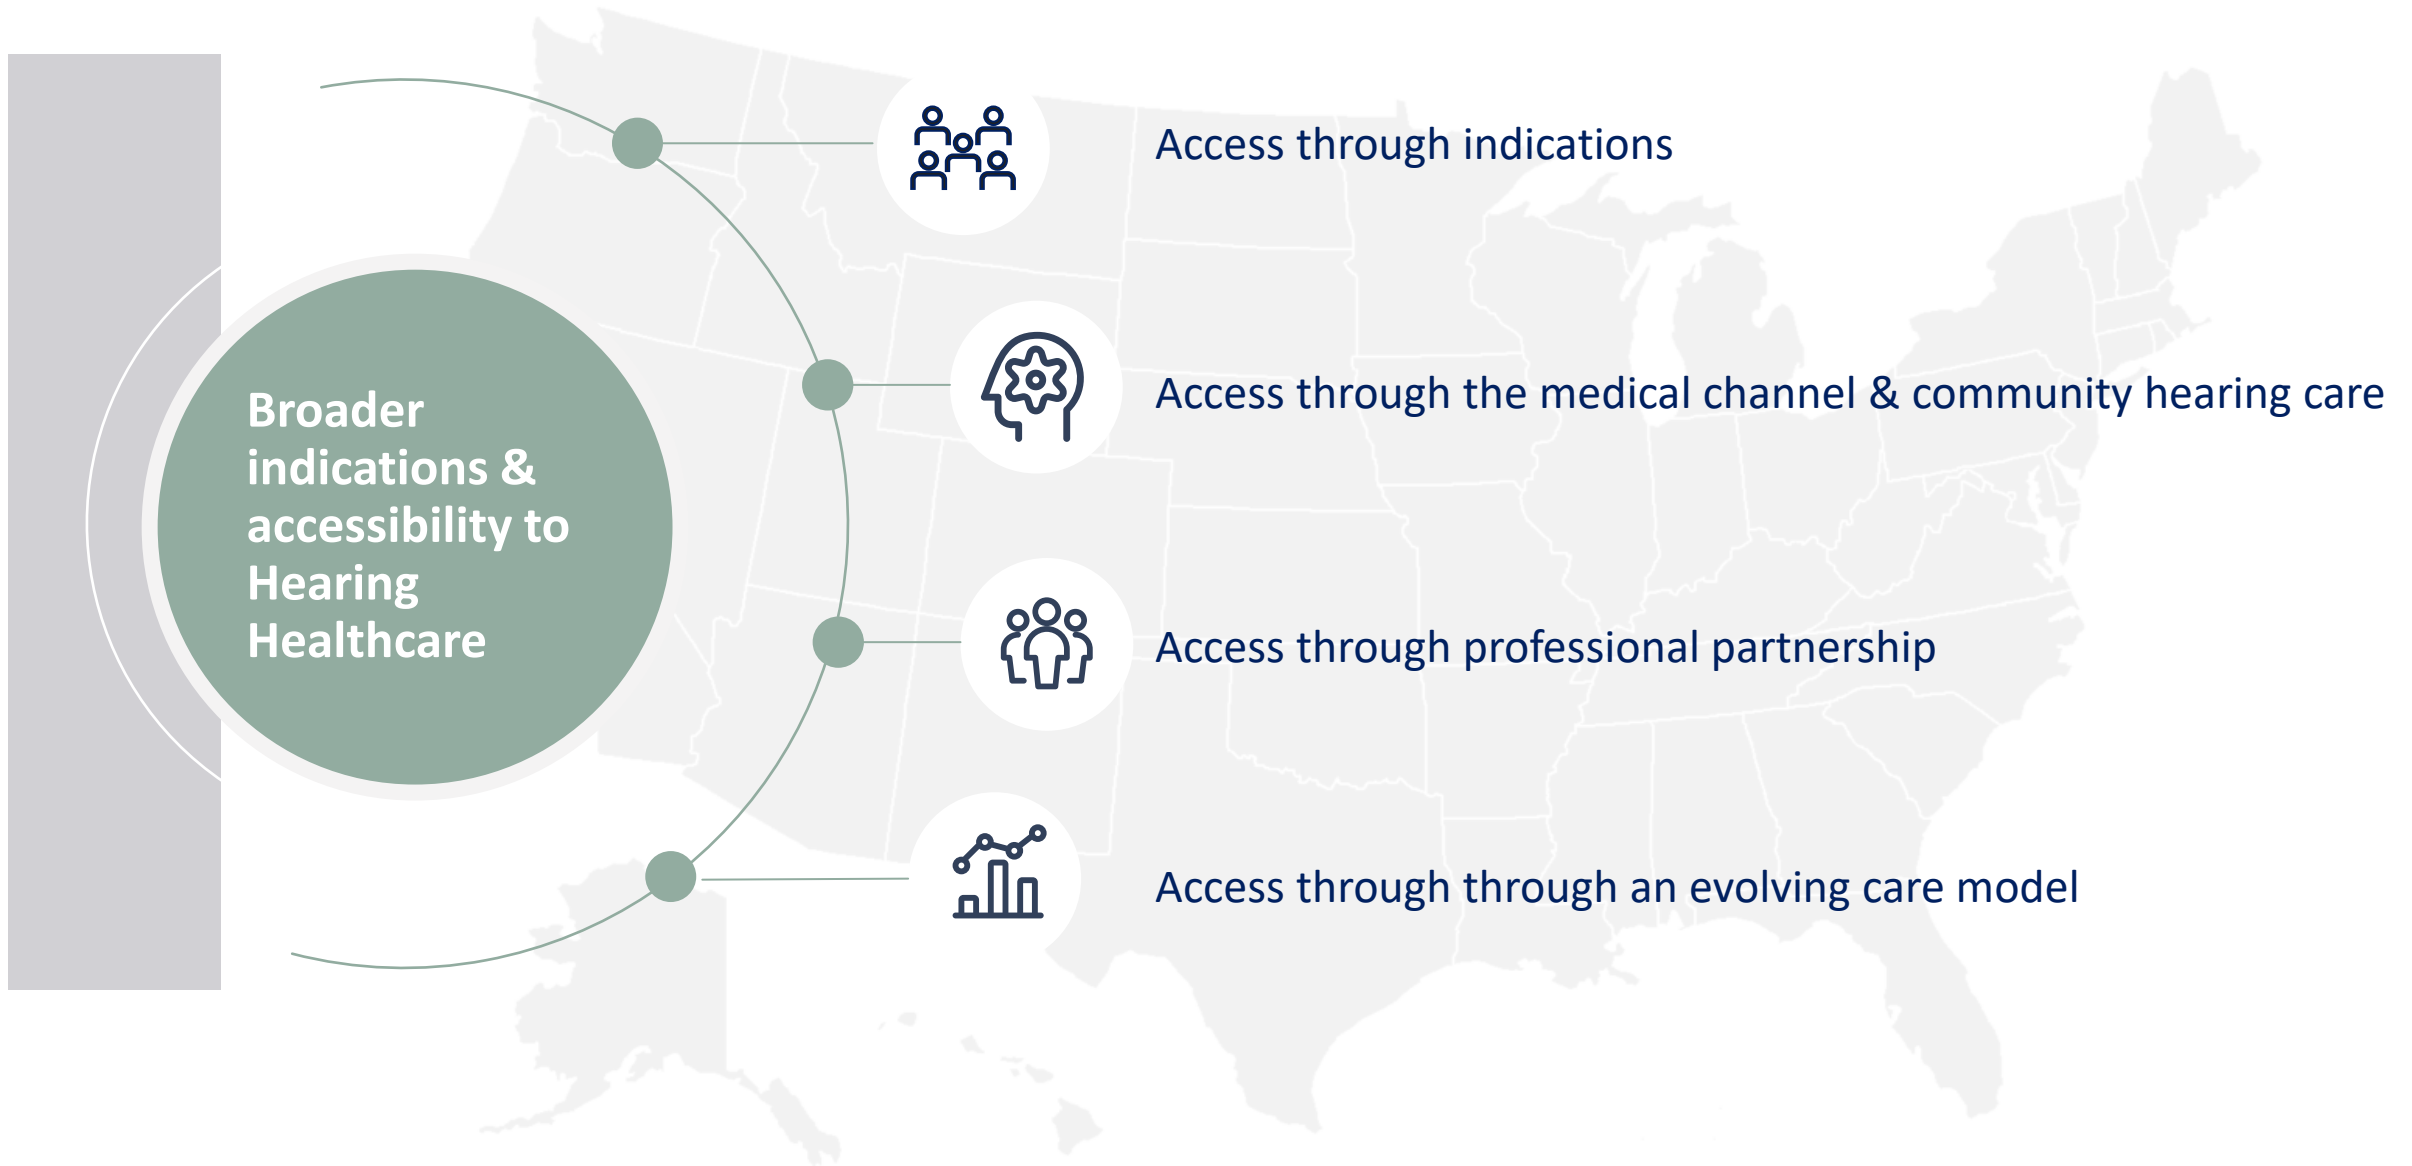 Broader
indications &
accessibility to
Hearing
Healthcare
Access through indications
Access through the medical channel & community hearing care
Access through professional partnership
Access through through an evolving care model